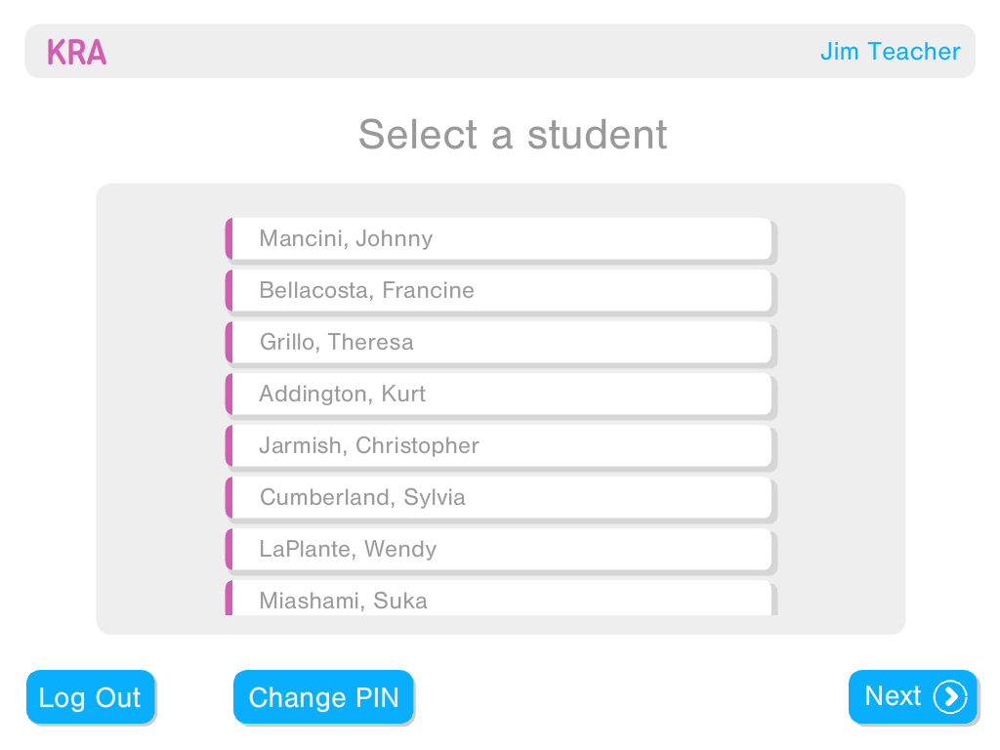 KRA
Jim Teacher
Select a student
Mancini, Johnny
Bellacosta, Francine
Grillo, Theresa
Addington, Kurt
Jarmish, Christopher
Cumberland, Sylvia
LaPlante, Wendy
Miashami, Suka
Log Out
Change PIN
Next